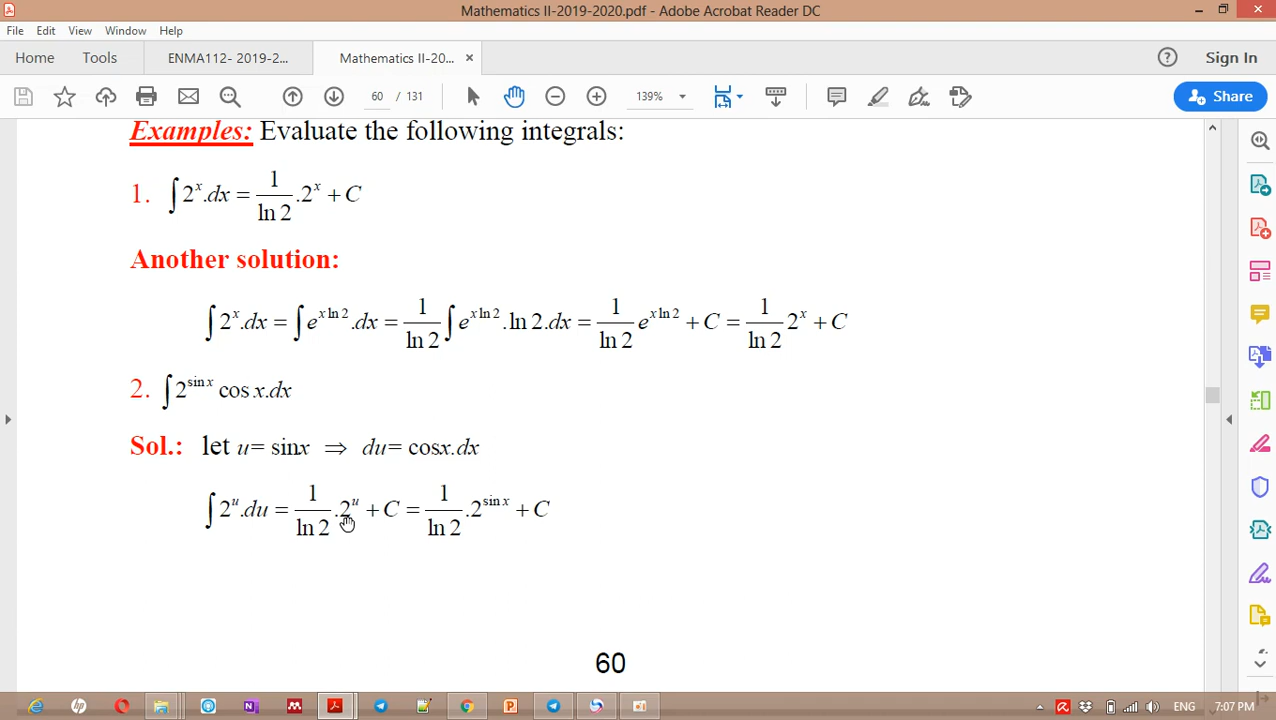 Mathematics II-2019-2020.pdf - Adobe Acrobat Reader DC
File Edit View Window Help
Home Tools ENMA112- 2019-2... Mathematics II-20... × Sign In
60 / 131 139% Share
Examples: Evaluate the following integrals:
1. ∫2^x.dx = 1/ln 2 .2^x + C
Another solution:
∫2^x.dx = ∫e^(x ln 2).dx = 1/ln 2 ∫e^(x ln 2).ln 2.dx = 1/ln 2 e^(x ln 2) + C = 1/ln 2 2^x + C
2. ∫2^(sin x) cos x.dx
Sol.: let u= sinx ⇒ du= cosx.dx
∫2^u.du = 1/ln 2 .2^u + C = 1/ln 2 .2^(sin x) + C
60
ENG 7:07 PM